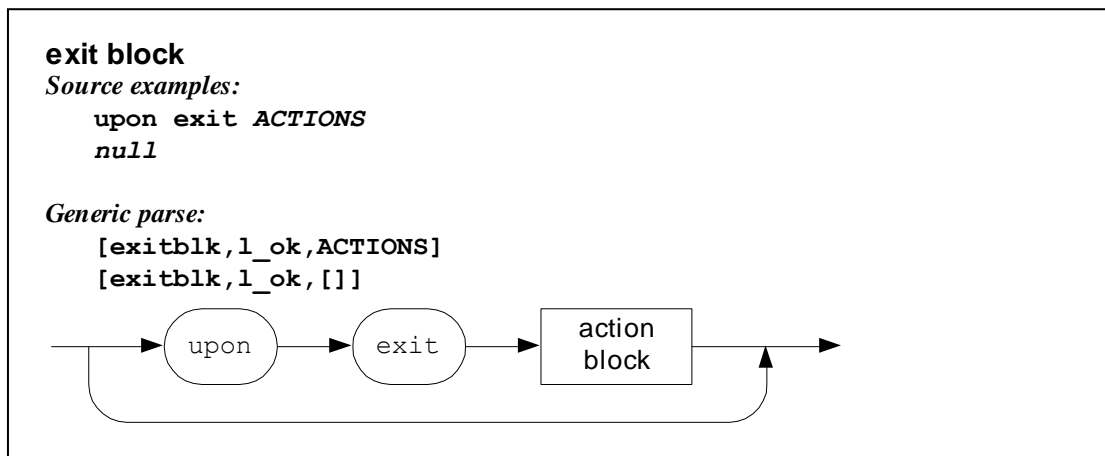 exit block
Source examples:
upon exit ACTIONS
null
Generic parse:
[exitblk,l_ok,ACTIONS]
[exitblk,l_ok,[]]
upon
exit
action
block